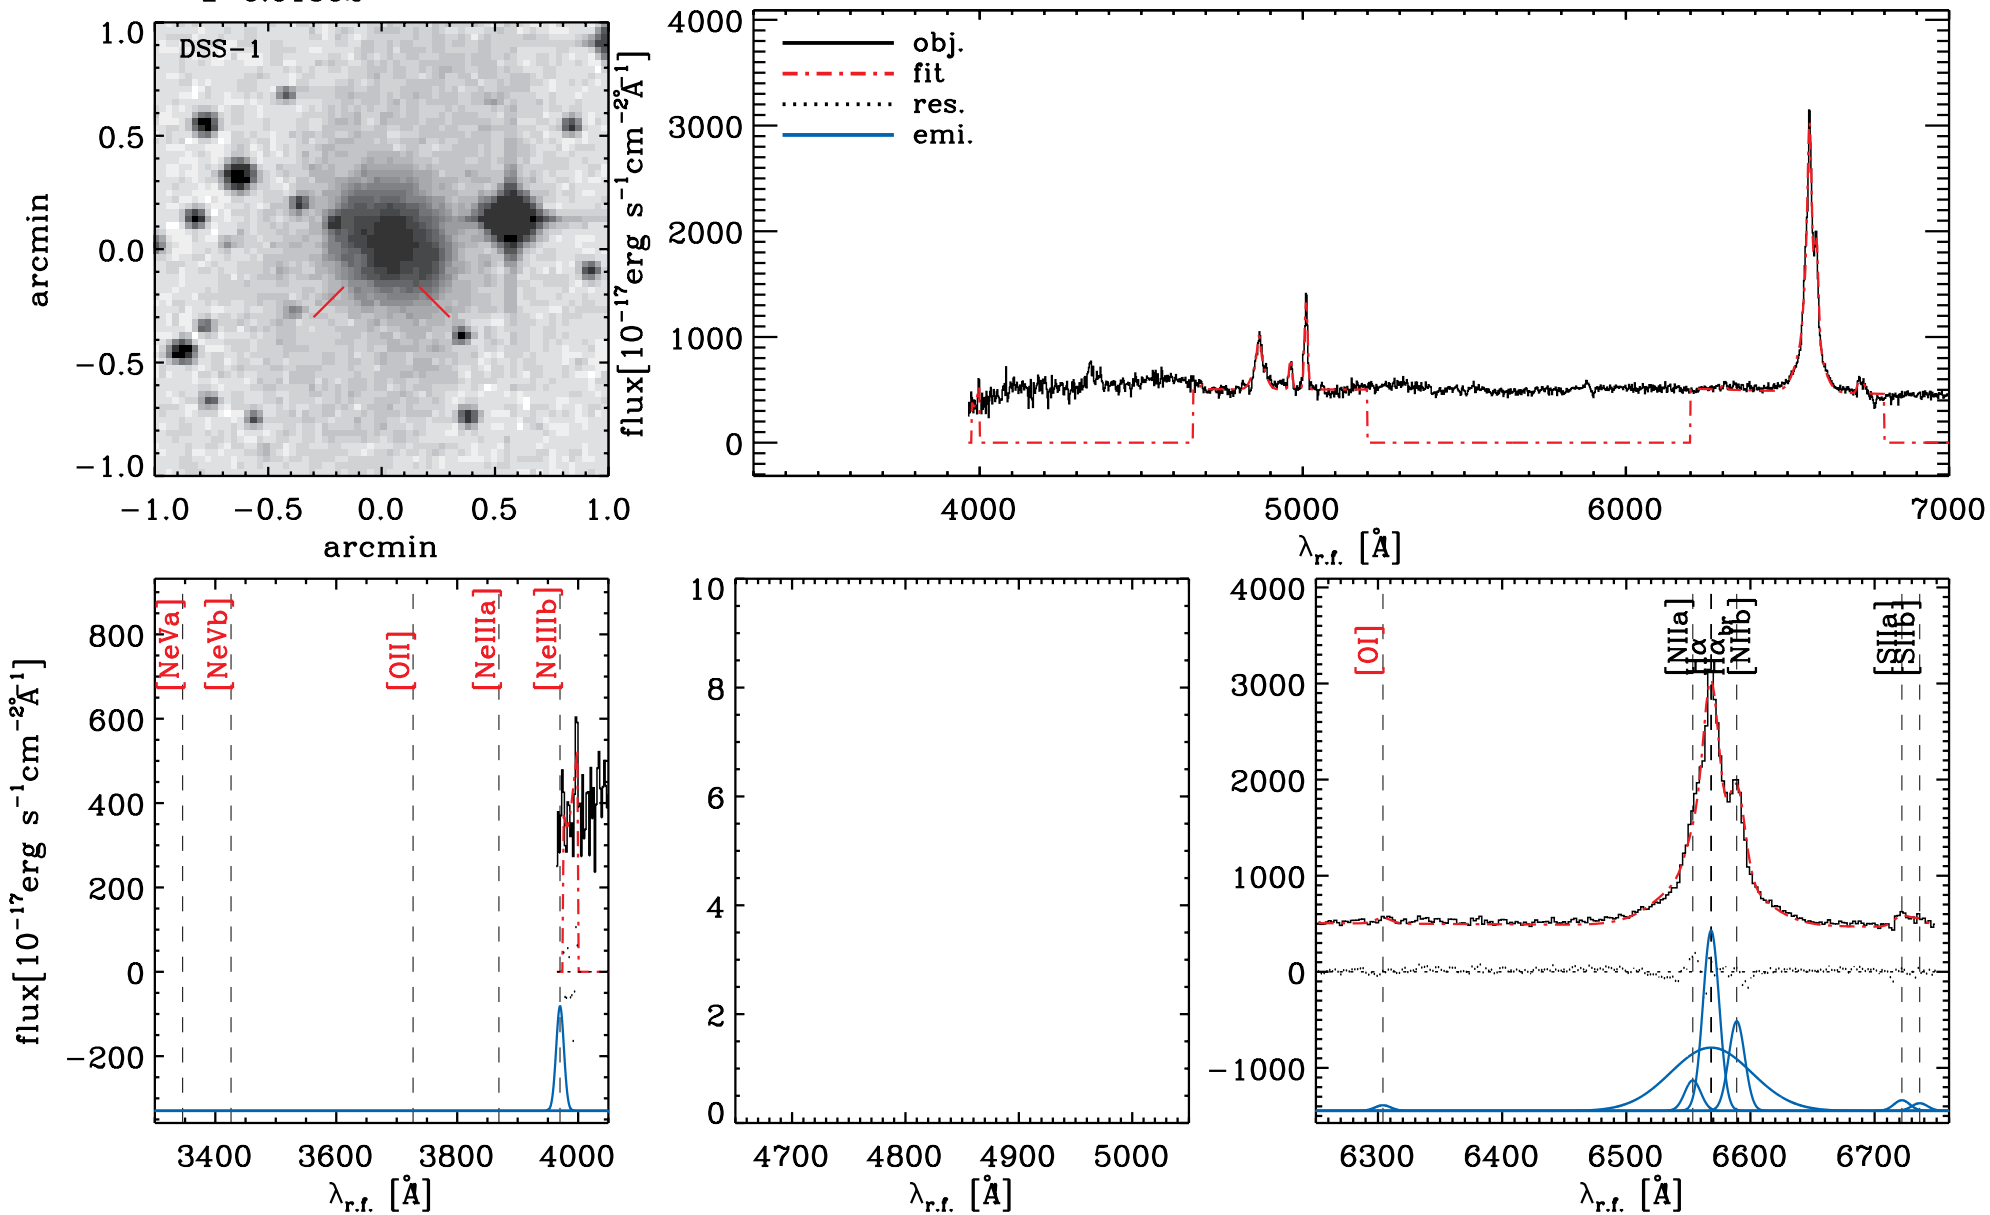 DSS-1
1.0
0.5
0.0
−0.5
−1.0
−1.0 −0.5 0.0 0.5 1.0
arcmin
arcmin
4000
3000
2000
1000
0
flux[10⁻¹⁷erg s⁻¹cm⁻²Å⁻¹]
obj.
fit
res.
emi.
4000 5000 6000 7000
λr.f. [Å]
800
600
400
200
0
−200
flux[10⁻¹⁷erg s⁻¹cm⁻²Å⁻¹]
[NeVa] [NeVb] [OII] [NeIIIa] [NeIIIb]
3400 3600 3800 4000
λr.f. [Å]
10
8
6
4
2
0
4700 4800 4900 5000
λr.f. [Å]
4000
3000
2000
1000
0
−1000
[OI] [NIIa] Hα Hαbr [NIIb] [SIIa] [SIIb]
6300 6400 6500 6600 6700
λr.f. [Å]